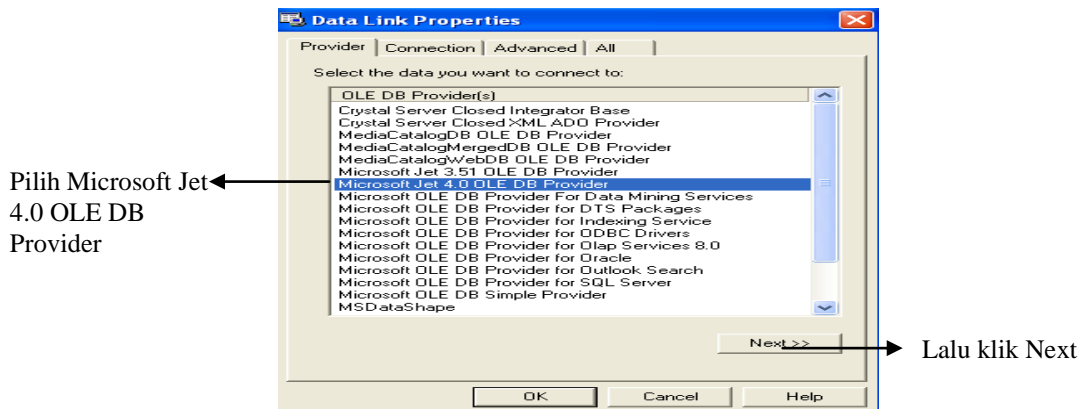 Data Link Properties
Provider
Connection
Advanced
All
Select the data you want to connect to:
OLE DB Provider(s)
Crystal Server Closed Integrator Base
Crystal Server Closed XML ADO Provider
MediaCatalogDB OLE DB Provider
MediaCatalogMergedDB OLE DB Provider
MediaCatalogWebDB OLE DB Provider
Microsoft Jet 3.51 OLE DB Provider
Microsoft Jet 4.0 OLE DB Provider
Microsoft OLE DB Provider For Data Mining Services
Microsoft OLE DB Provider for DTS Packages
Microsoft OLE DB Provider for Indexing Service
Microsoft OLE DB Provider for ODBC Drivers
Microsoft OLE DB Provider for Olap Services 8.0
Microsoft OLE DB Provider for Oracle
Microsoft OLE DB Provider for Outlook Search
Microsoft OLE DB Provider for SQL Server
Microsoft OLE DB Simple Provider
MSDataShape
Pilih Microsoft Jet
4.0 OLE DB
Provider
Next >>
Lalu klik Next
OK
Cancel
Help